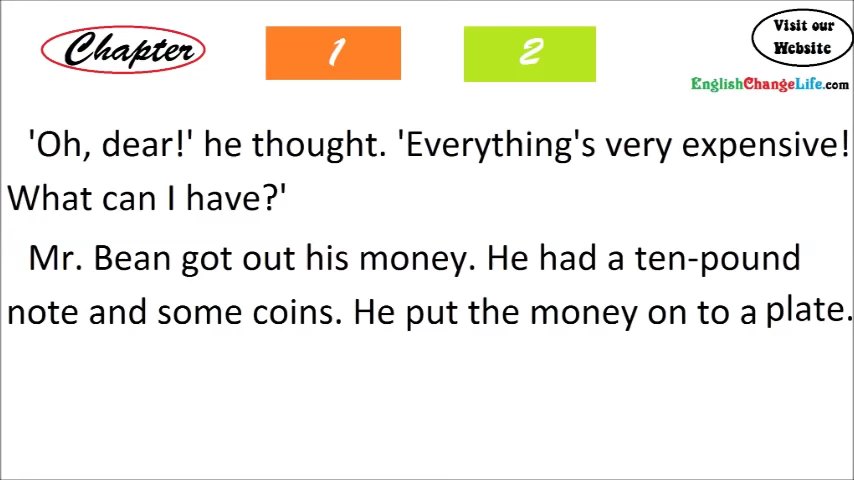 Chapter
1
2
Visit our
Website
EnglishChangeLife.com
'Oh, dear!' he thought. 'Everything's very expensive!
What can I have?'
Mr. Bean got out his money. He had a ten-pound
note and some coins. He put the money on to a plate.